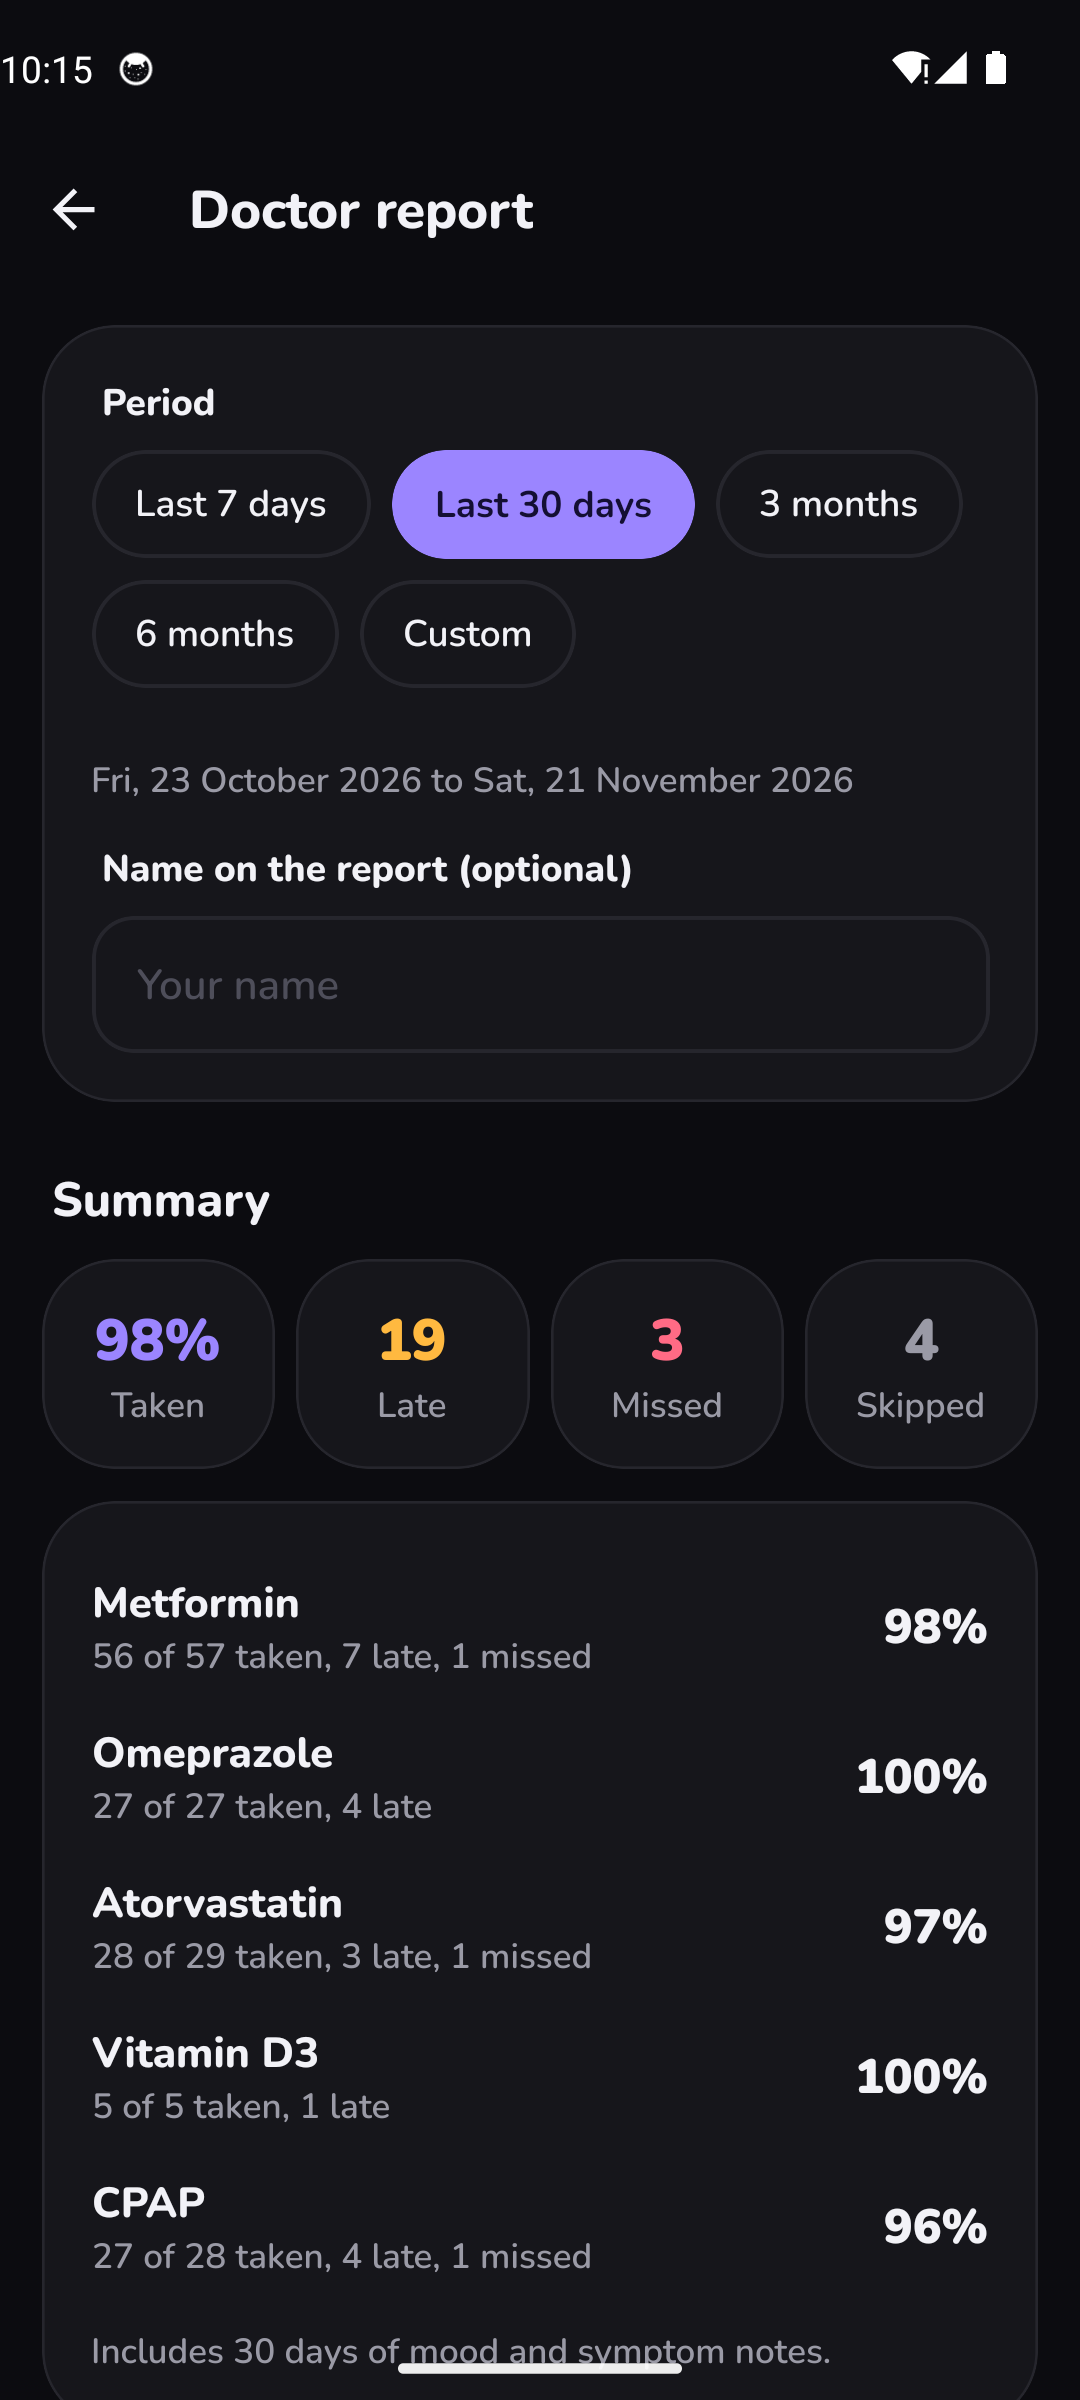 10:15
Doctor report
Period
Last 7 days
Last 30 days
3 months
6 months
Custom
Fri, 23 October 2026 to Sat, 21 November 2026
Name on the report (optional)
Your name
Summary
98%
Taken
19
Late
3
Missed
4
Skipped
Metformin
56 of 57 taken, 7 late, 1 missed
98%
Omeprazole
27 of 27 taken, 4 late
100%
Atorvastatin
28 of 29 taken, 3 late, 1 missed
97%
Vitamin D3
5 of 5 taken, 1 late
100%
CPAP
27 of 28 taken, 4 late, 1 missed
96%
Includes 30 days of mood and symptom notes.